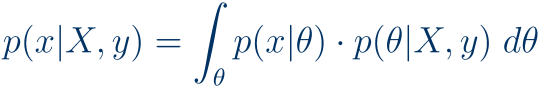 p(x|X, y) = ∫_θ p(x|θ) · p(θ|X, y) dθ